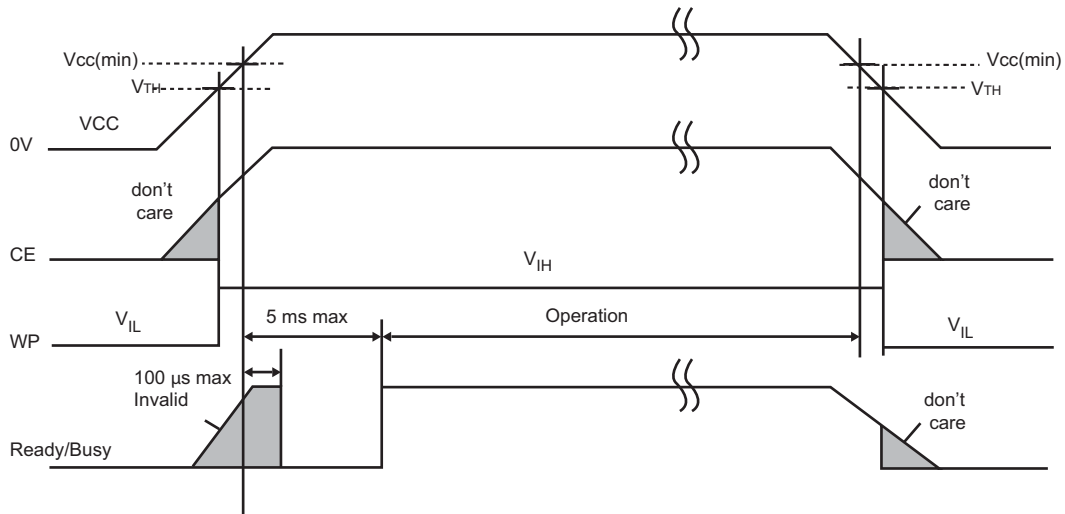 Vcc(min)
VTH
VCC
0V
Vcc(min)
VTH
don't
care
don't
care
CE
VIH
VIL
5 ms max
Operation
VIL
WP
100 µs max
Invalid
don't
care
Ready/Busy